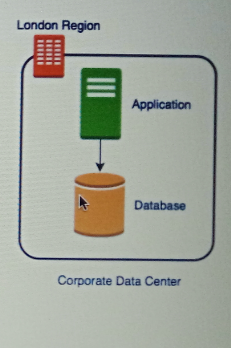 London Region
Application
Database
Corporate Data Center